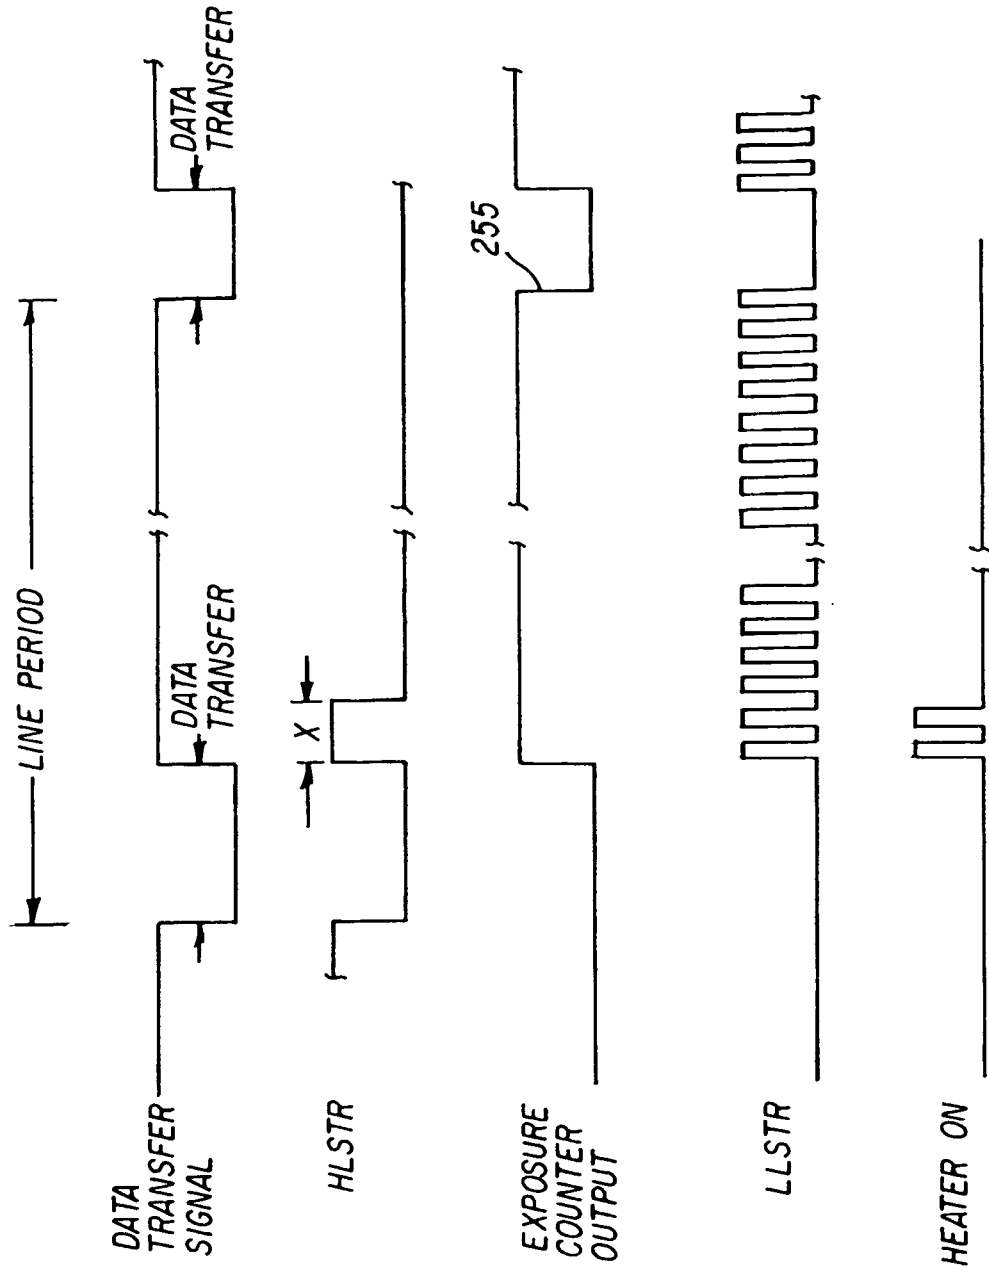 LINE PERIOD
DATA
TRANSFER
SIGNAL
DATA
TRANSFER
DATA
TRANSFER
HLSTR
X
EXPOSURE
COUNTER
OUTPUT
255
LLSTR
HEATER ON